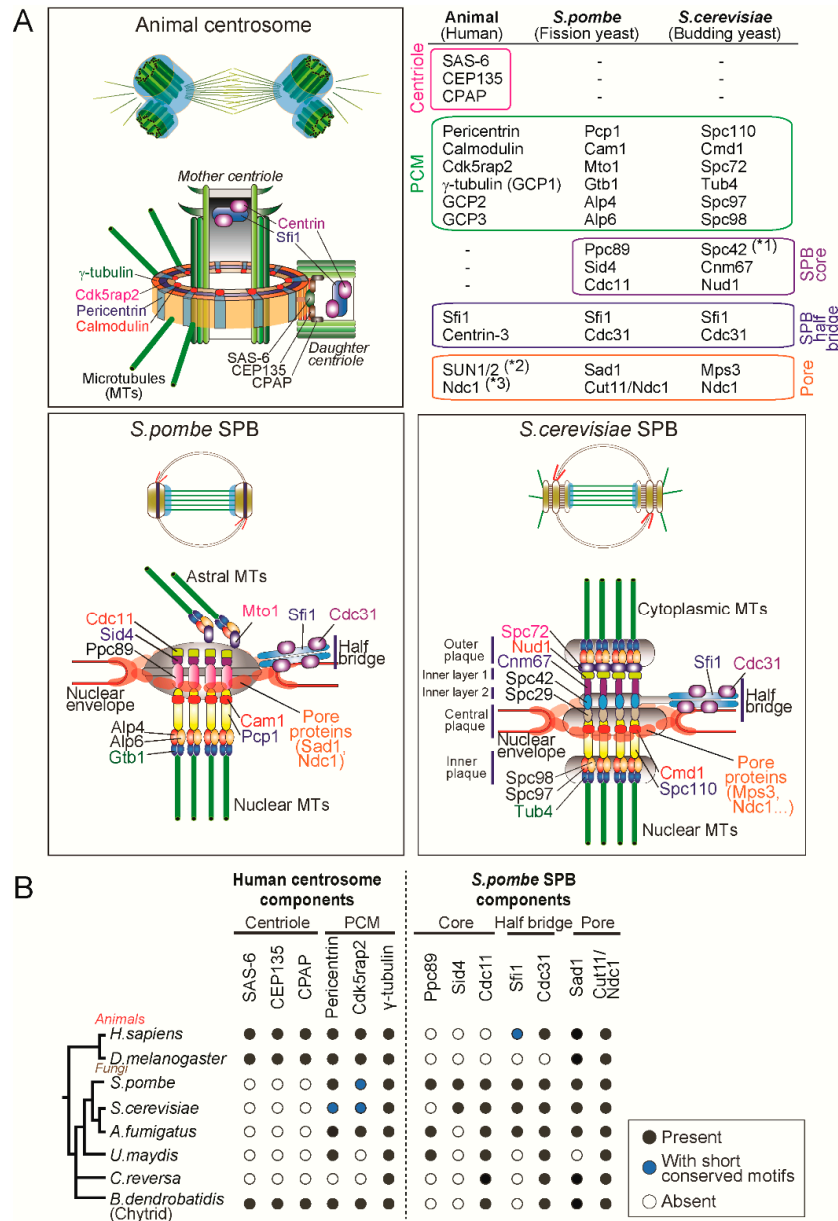 A
Animal centrosome
Mother centriole
Centrin
Sfi1
γ-tubulin
Cdk5rap2
Pericentrin
Calmodulin
SAS-6
CEP135
CPAP
Daughter
centriole
Microtubules
(MTs)
Animal S.pombe S.cerevisiae
(Human) (Fission yeast) (Budding yeast)
Centriole
SAS-6 - -
CEP135 - -
CPAP - -
PCM
Pericentrin Pcp1 Spc110
Calmodulin Cam1 Cmd1
Cdk5rap2 Mto1 Spc72
γ-tubulin (GCP1) Gtb1 Tub4
GCP2 Alp4 Spc97
GCP3 Alp6 Spc98
- Ppc89 Spc42 (*1)
- Sid4 Cnm67
- Cdc11 Nud1
SPB
core
Sfi1 Sfi1 Sfi1
Centrin-3 Cdc31 Cdc31
SPB
half
bridge
SUN1/2 (*2) Sad1 Mps3
Ndc1 (*3) Cut11/Ndc1 Ndc1
Pore
S.pombe SPB
Astral MTs
Mto1
Sfi1
Cdc31
Cdc11
Sid4
Ppc89
Half
bridge
Nuclear
envelope
Alp4
Alp6
Gtb1
Cam1
Pcp1
Pore
proteins
(Sad1,
Ndc1)
Nuclear MTs
S.cerevisiae SPB
Cytoplasmic MTs
Outer
plaque
Spc72
Nud1
Cnm67
Inner layer 1
Spc42
Inner layer 2
Spc29
Sfi1
Cdc31
Half
bridge
Central
plaque
Nuclear
envelope
Inner
plaque
Spc98
Spc97
Tub4
Cmd1
Spc110
Pore
proteins
(Mps3,
Ndc1...)
Nuclear MTs
B
Human centrosome
components
S.pombe SPB
components
Centriole PCM Core Half bridge Pore
SAS-6
CEP135
CPAP
Pericentrin
Cdk5rap2
γ-tubulin
Ppc89
Sid4
Cdc11
Sfi1
Cdc31
Sad1
Cut11/
Ndc1
Animals
H.sapiens
D.melanogaster
Fungi
S.pombe
S.cerevisiae
A.fumigatus
U.maydis
C.reversa
B.dendrobatidis
(Chytrid)
Present
With short
conserved motifs
Absent